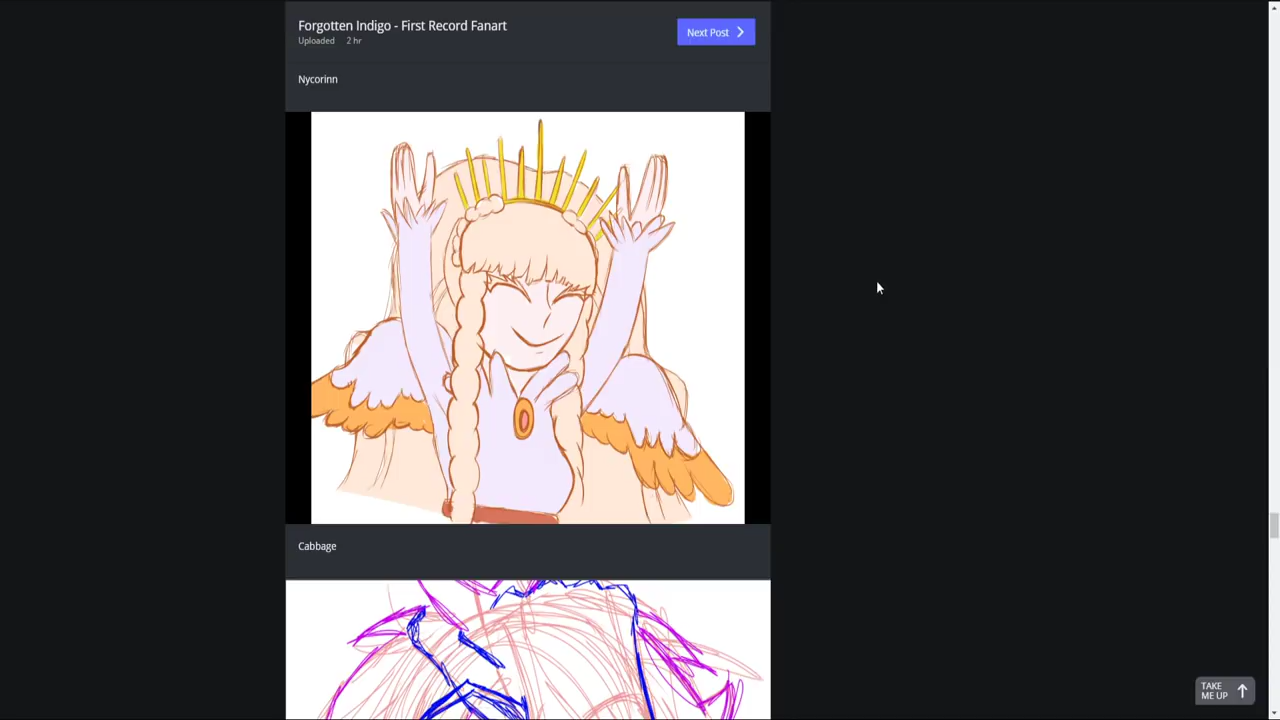 Forgotten Indigo - First Record Fanart
Next Post
Uploaded 2 hr
Nycorinn
Cabbage
TAKE
ME UP